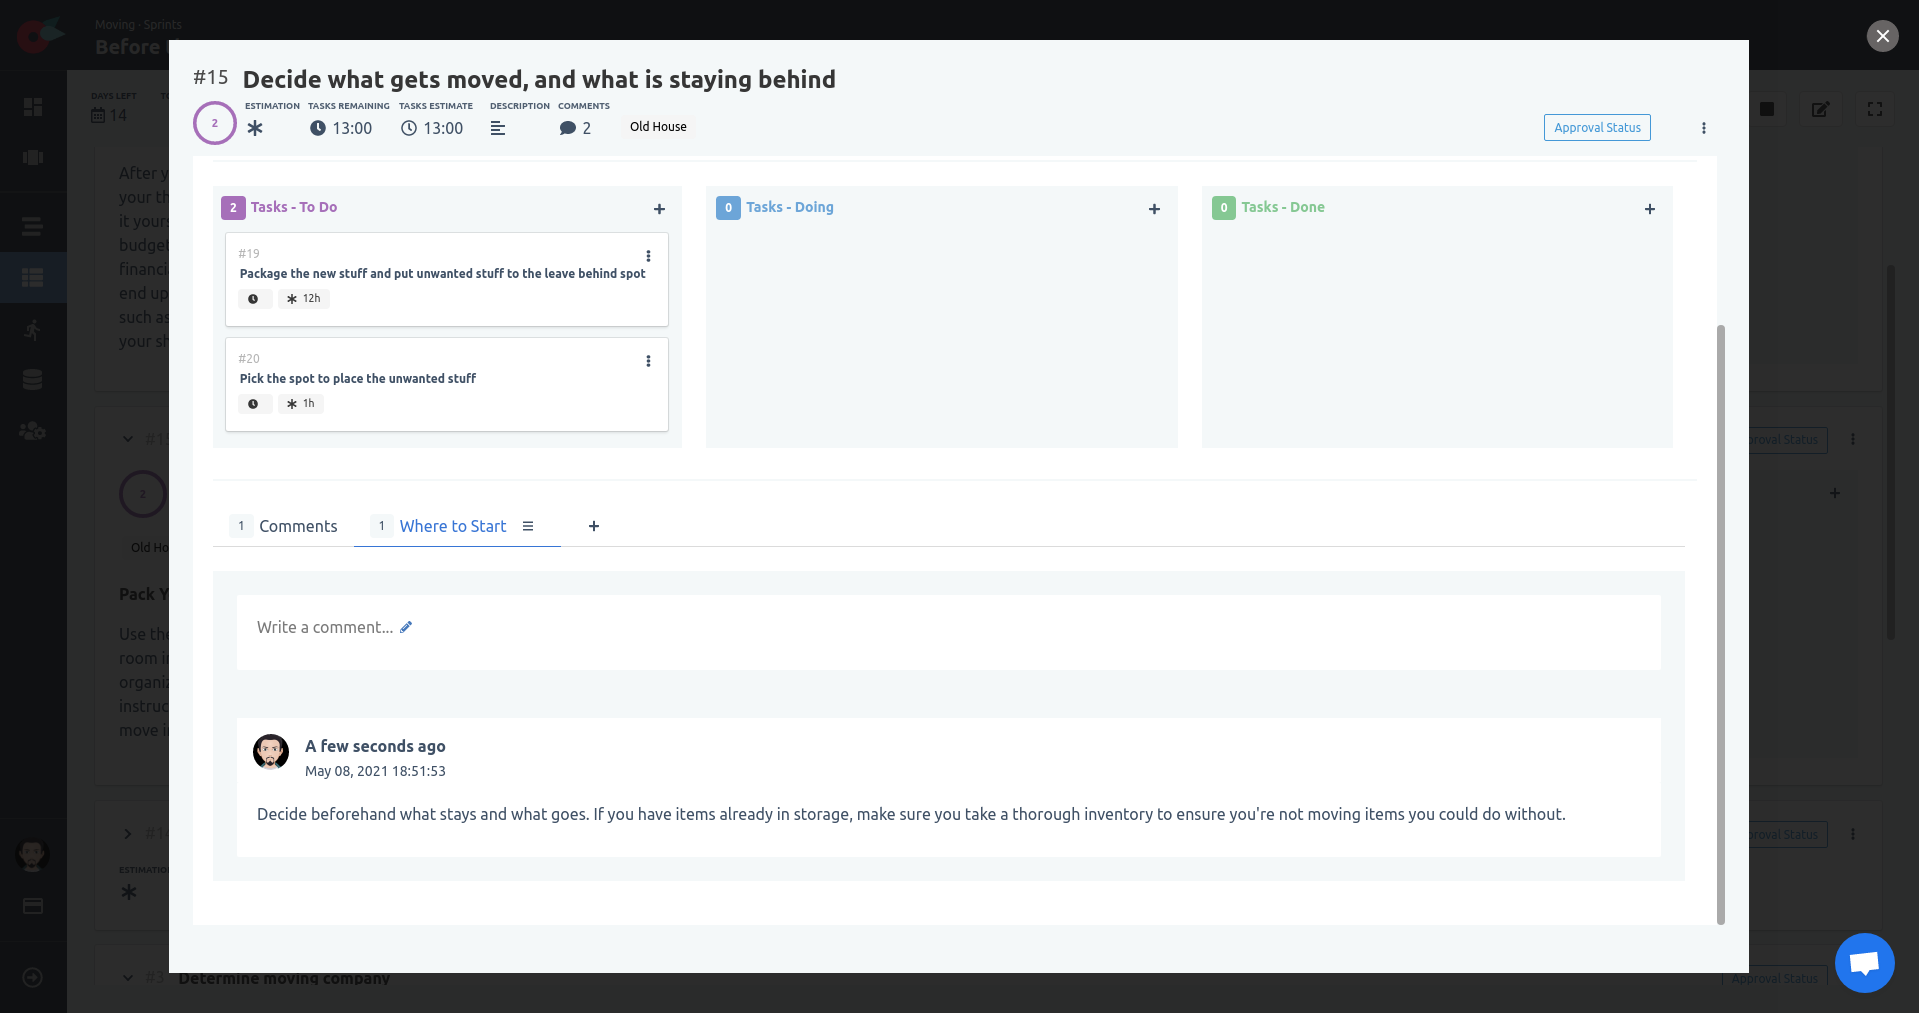 Moving - Sprints
Before
#15 Decide what gets moved, and what is staying behind
2
ESTIMATION TASKS REMAINING TASKS ESTIMATE DESCRIPTION COMMENTS
13:00 13:00 2 Old House
Approval Status
DAYS LEFT
14
After y
your th
it yours
budget
financi
end up
such as
your sh
2 Tasks - To Do
0 Tasks - Doing
0 Tasks - Done
#19
Package the new stuff and put unwanted stuff to the leave behind spot
12h
#20
Pick the spot to place the unwanted stuff
1h
#15
proval Status
2
1 Comments
1 Where to Start
Old Ho
Pack Y
Use the
room i
organiz
instruc
move i
Write a comment...
A few seconds ago
May 08, 2021 18:51:53
Decide beforehand what stays and what goes. If you have items already in storage, make sure you take a thorough inventory to ensure you're not moving items you could do without.
#14
proval Status
ESTIMATION
#3 Determine moving company
Approval Status